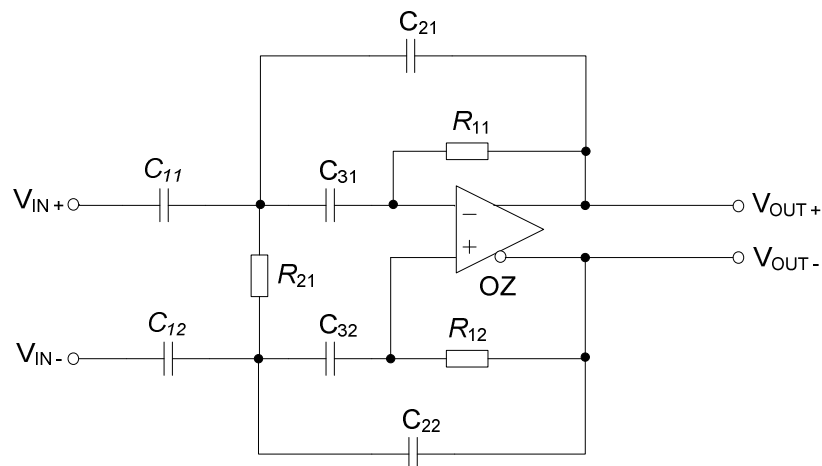 C21
R11
C11
C31
VIN+
VOUT+
−
+
R21
VOUT-
OZ
C12
C32
R12
VIN-
C22